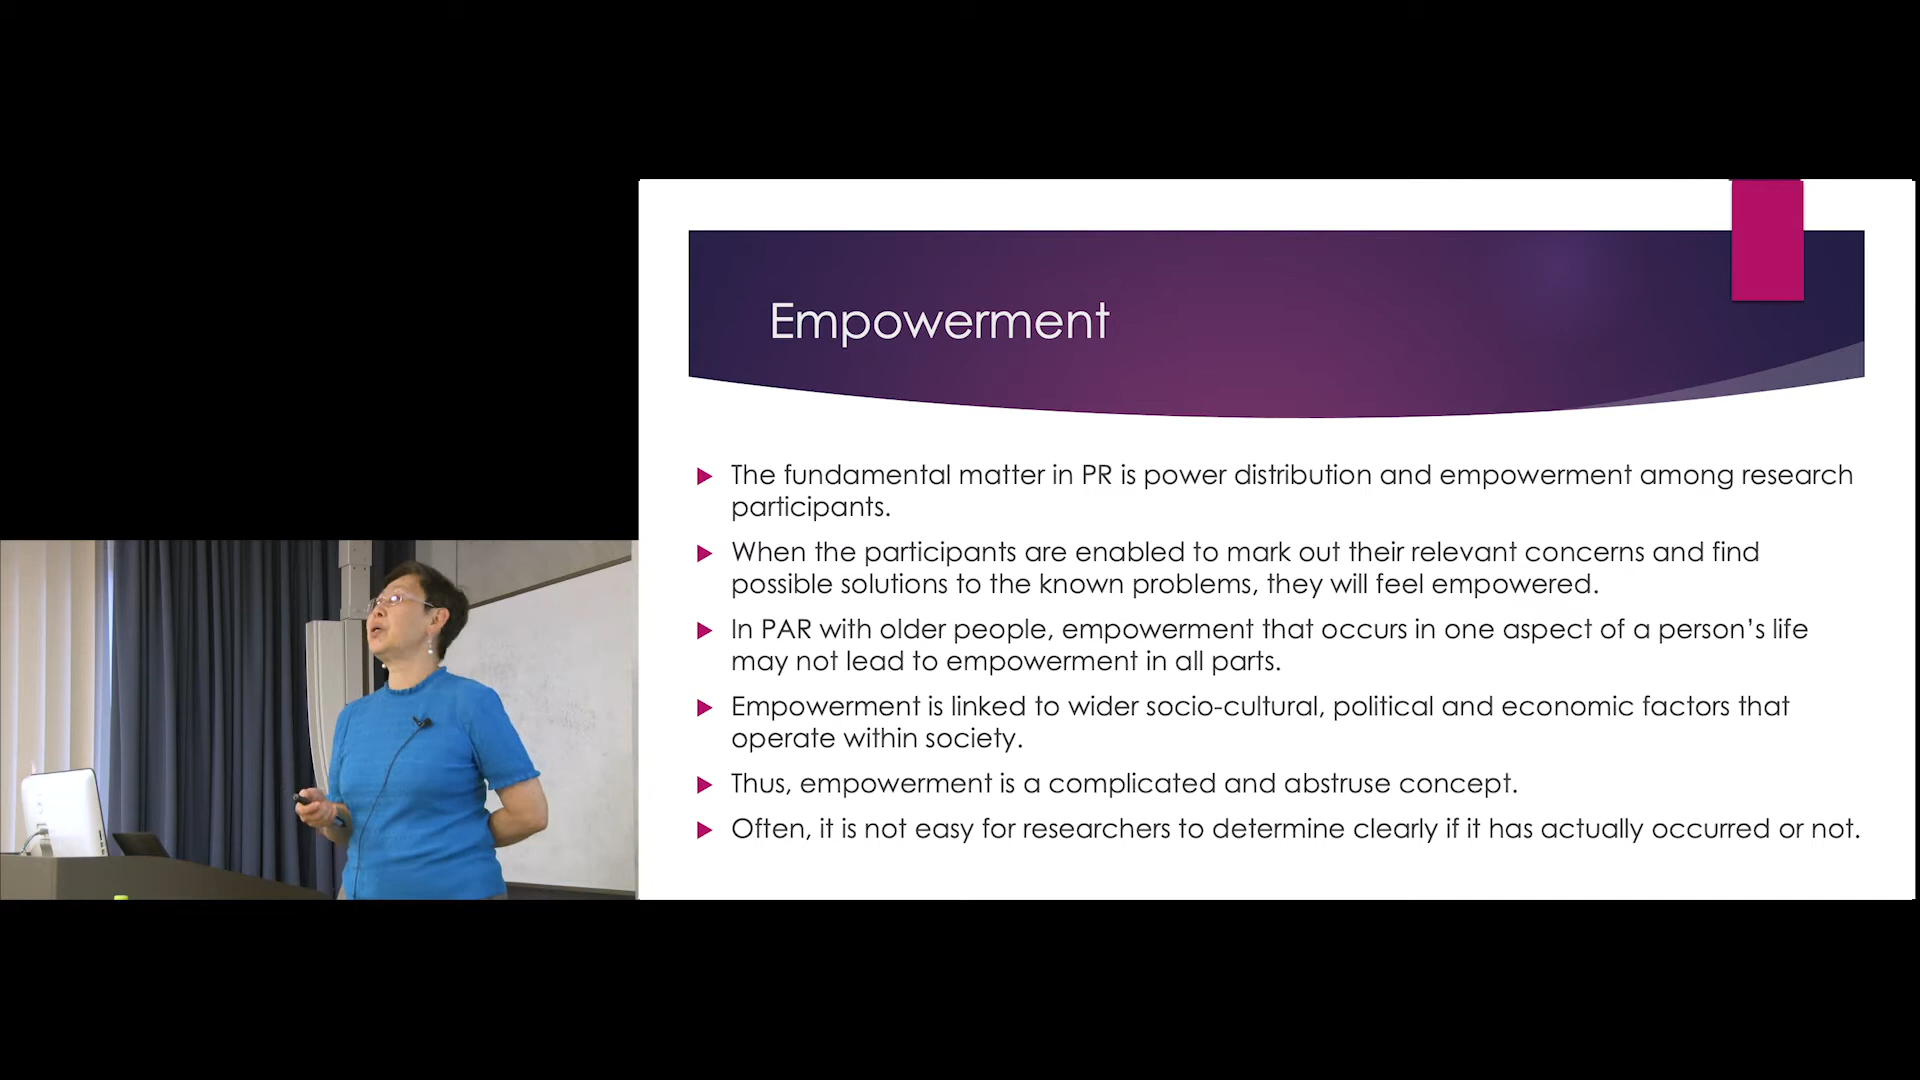 Empowerment
The fundamental matter in PR is power distribution and empowerment among research
participants.
When the participants are enabled to mark out their relevant concerns and find
possible solutions to the known problems, they will feel empowered.
In PAR with older people, empowerment that occurs in one aspect of a person’s life
may not lead to empowerment in all parts.
Empowerment is linked to wider socio-cultural, political and economic factors that
operate within society.
Thus, empowerment is a complicated and abstruse concept.
Often, it is not easy for researchers to determine clearly if it has actually occurred or not.